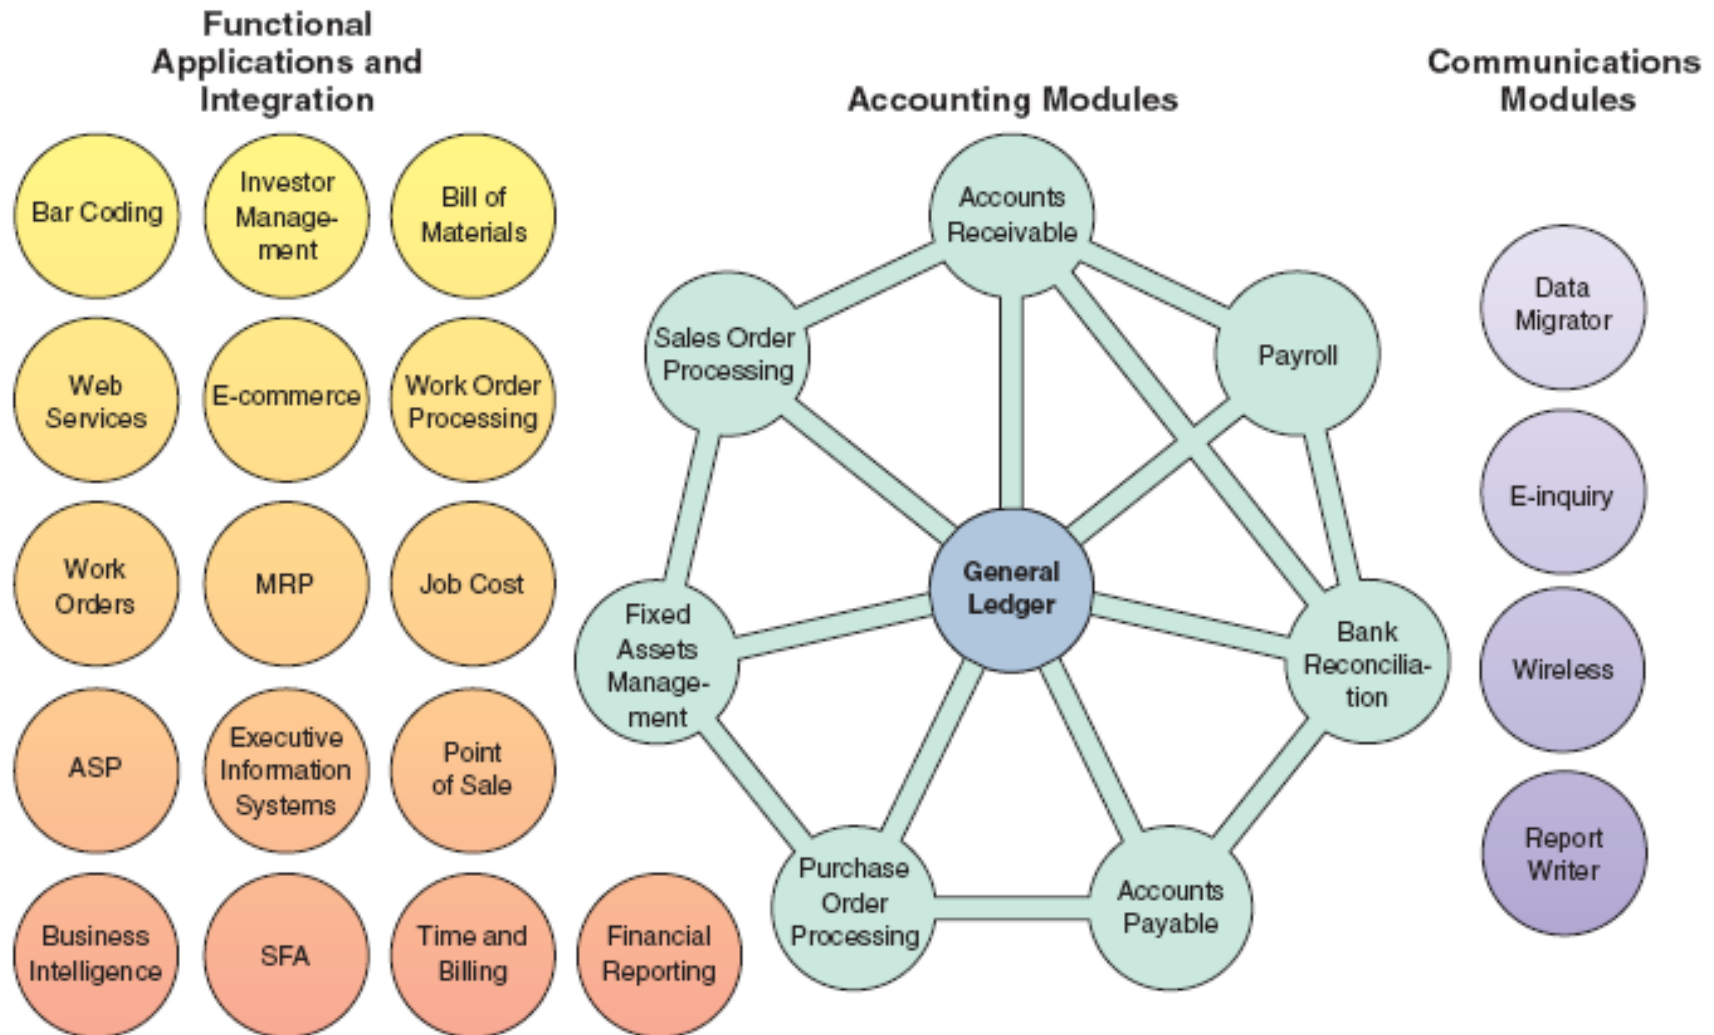 Functional
Applications and
Integration
Bar Coding
Investor
Manage-
ment
Bill of
Materials
Web
Services
E-commerce
Work Order
Processing
Work
Orders
MRP
Job Cost
ASP
Executive
Information
Systems
Point
of Sale
Business
Intelligence
SFA
Time and
Billing
Financial
Reporting
Accounting Modules
Accounts
Receivable
Sales Order
Processing
Payroll
General
Ledger
Fixed
Assets
Manage-
ment
Bank
Reconcilia-
tion
Purchase
Order
Processing
Accounts
Payable
Communications
Modules
Data
Migrator
E-inquiry
Wireless
Report
Writer